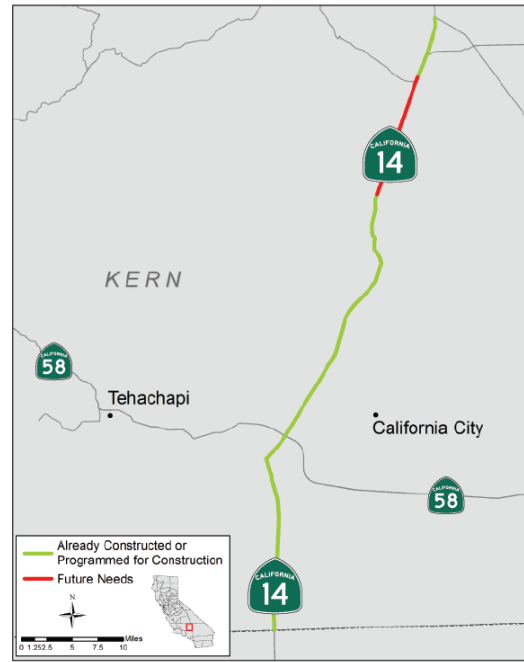 CALIFORNIA
14
KERN
CALIFORNIA
58
Tehachapi
California City
CALIFORNIA
58
Already Constructed or
Programmed for Construction
Future Needs
CALIFORNIA
14
N
Miles
0 1.25 2.5 5 7.5 10